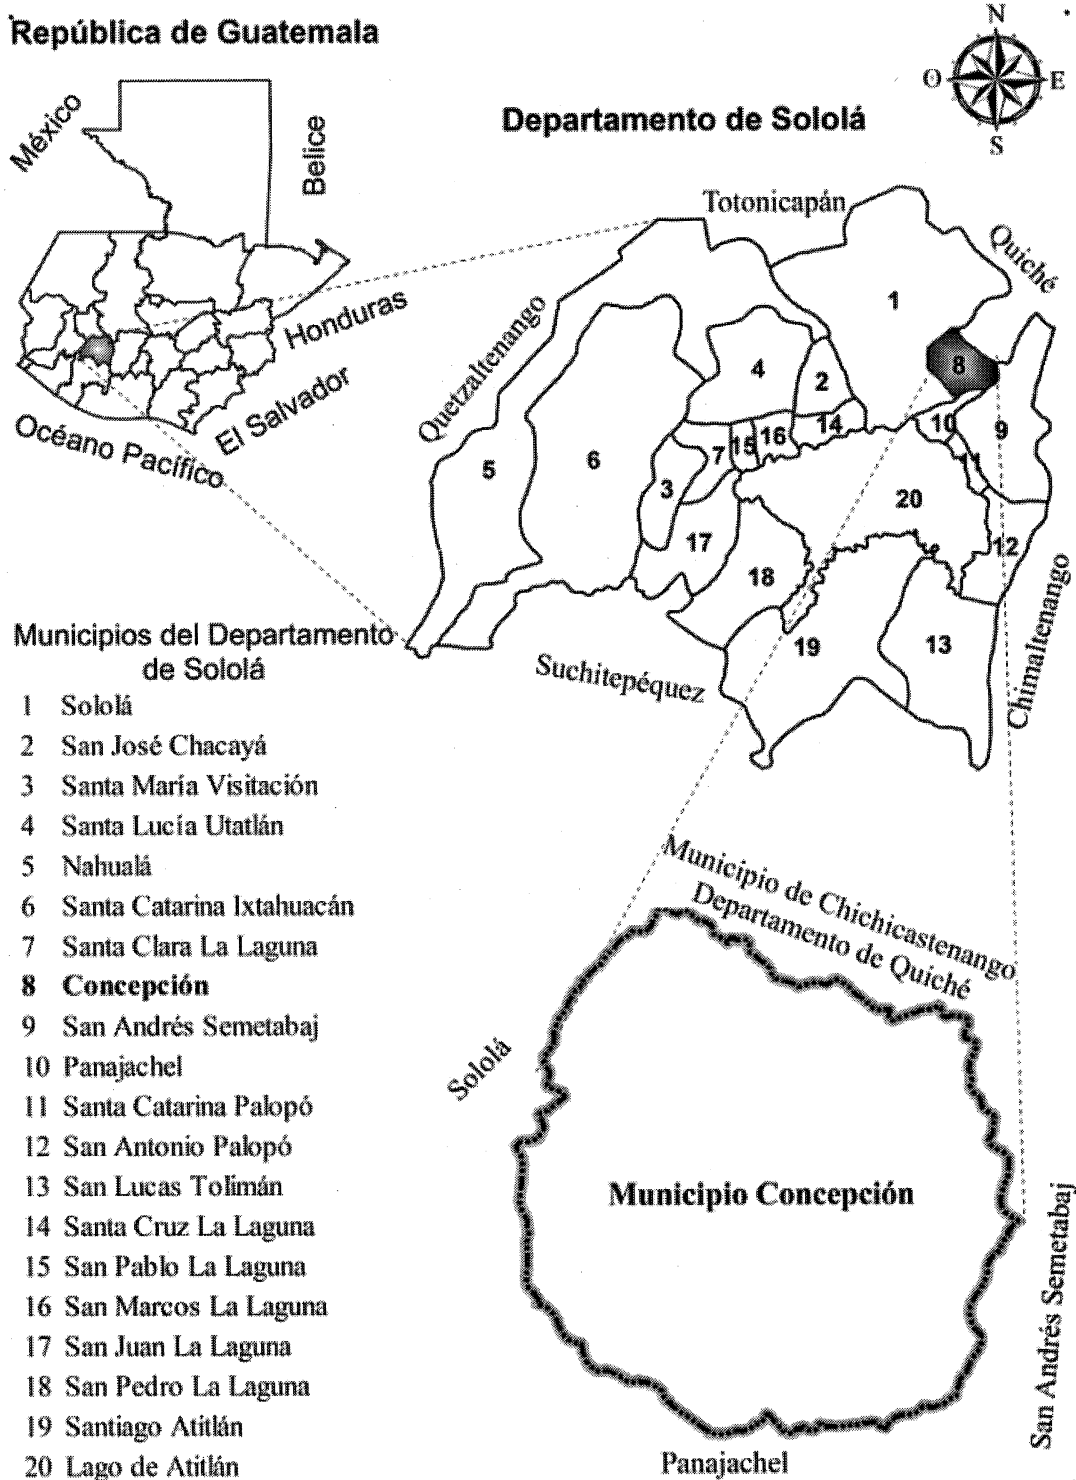 República de Guatemala
N
O
E
S
Departamento de Sololá
México
Belice
Honduras
El Salvador
Océano Pacífico
Totonicapán
Quiché
Quetzaltenango
Suchitepéquez
Chimaltenango
1
8
4
2
10
9
14
16
15
7
11
6
5
3
20
17
12
18
19
13
Municipios del Departamento
de Sololá
1 Sololá
2 San José Chacayá
3 Santa María Visitación
4 Santa Lucía Utatlán
5 Nahualá
6 Santa Catarina Ixtahuacán
7 Santa Clara La Laguna
8 Concepción
9 San Andrés Semetabaj
10 Panajachel
11 Santa Catarina Palopó
12 San Antonio Palopó
13 San Lucas Tolimán
14 Santa Cruz La Laguna
15 San Pablo La Laguna
16 San Marcos La Laguna
17 San Juan La Laguna
18 San Pedro La Laguna
19 Santiago Atitlán
20 Lago de Atitlán
Municipio de Chichicastenango
Departamento de Quiché
Sololá
Municipio Concepción
San Andrés Semetabaj
Panajachel